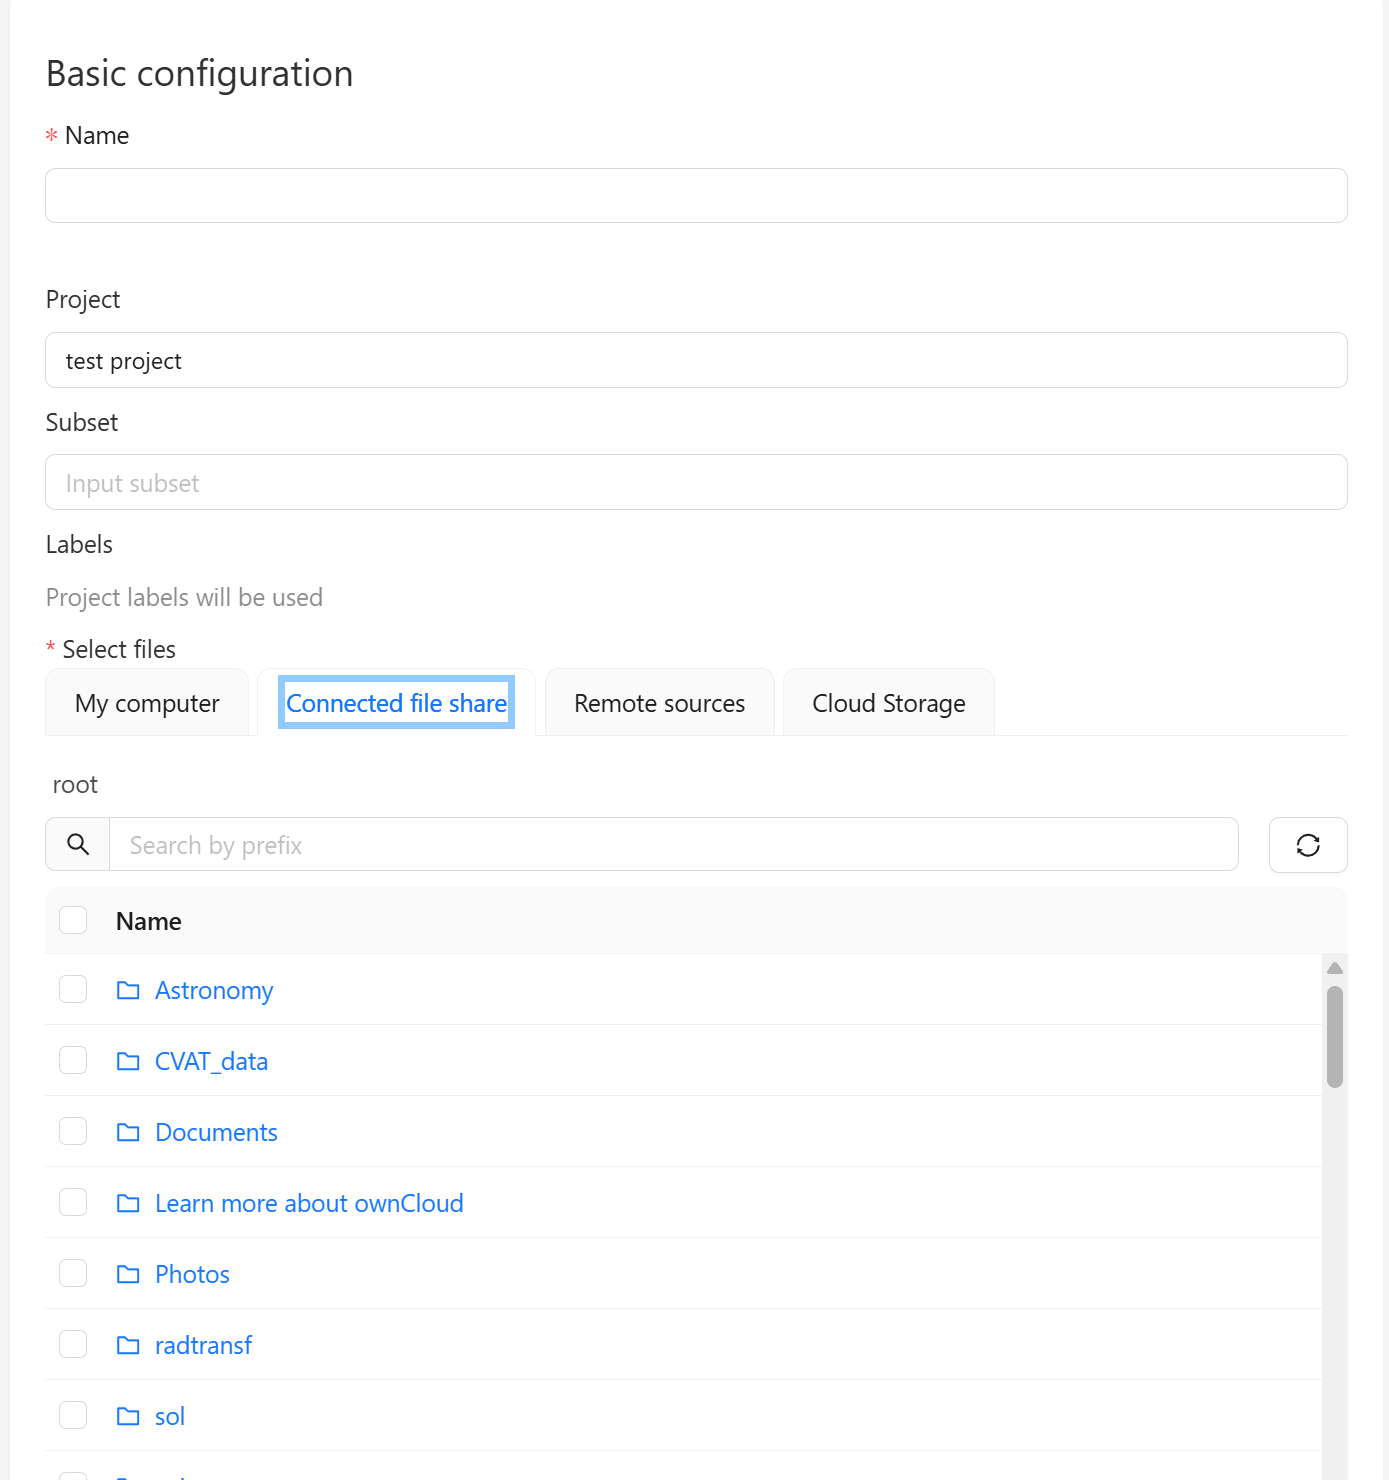 Basic configuration
* Name
Project
test project
Subset
Input subset
Labels
Project labels will be used
* Select files
My computer Connected file share Remote sources Cloud Storage
root
Search by prefix
Name
Astronomy
CVAT_data
Documents
Learn more about ownCloud
Photos
radtransf
sol